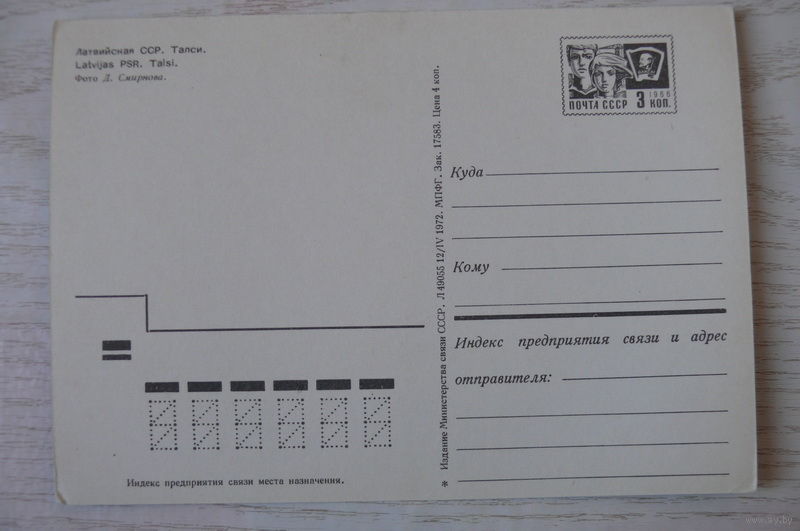 Латвийская ССР. Талси.
Latvijas PSR. Talsi.
Фото Д. Смирнова.
1966
ПОЧТА СССР 3 КОП.
Издание Министерства связи СССР. Л 49055 12/IV 1972. МПФГ. Зак. 17583. Цена 4 коп.
Куда
Кому
Индекс предприятия связи и адрес
отправителя:
Индекс предприятия связи места назначения.